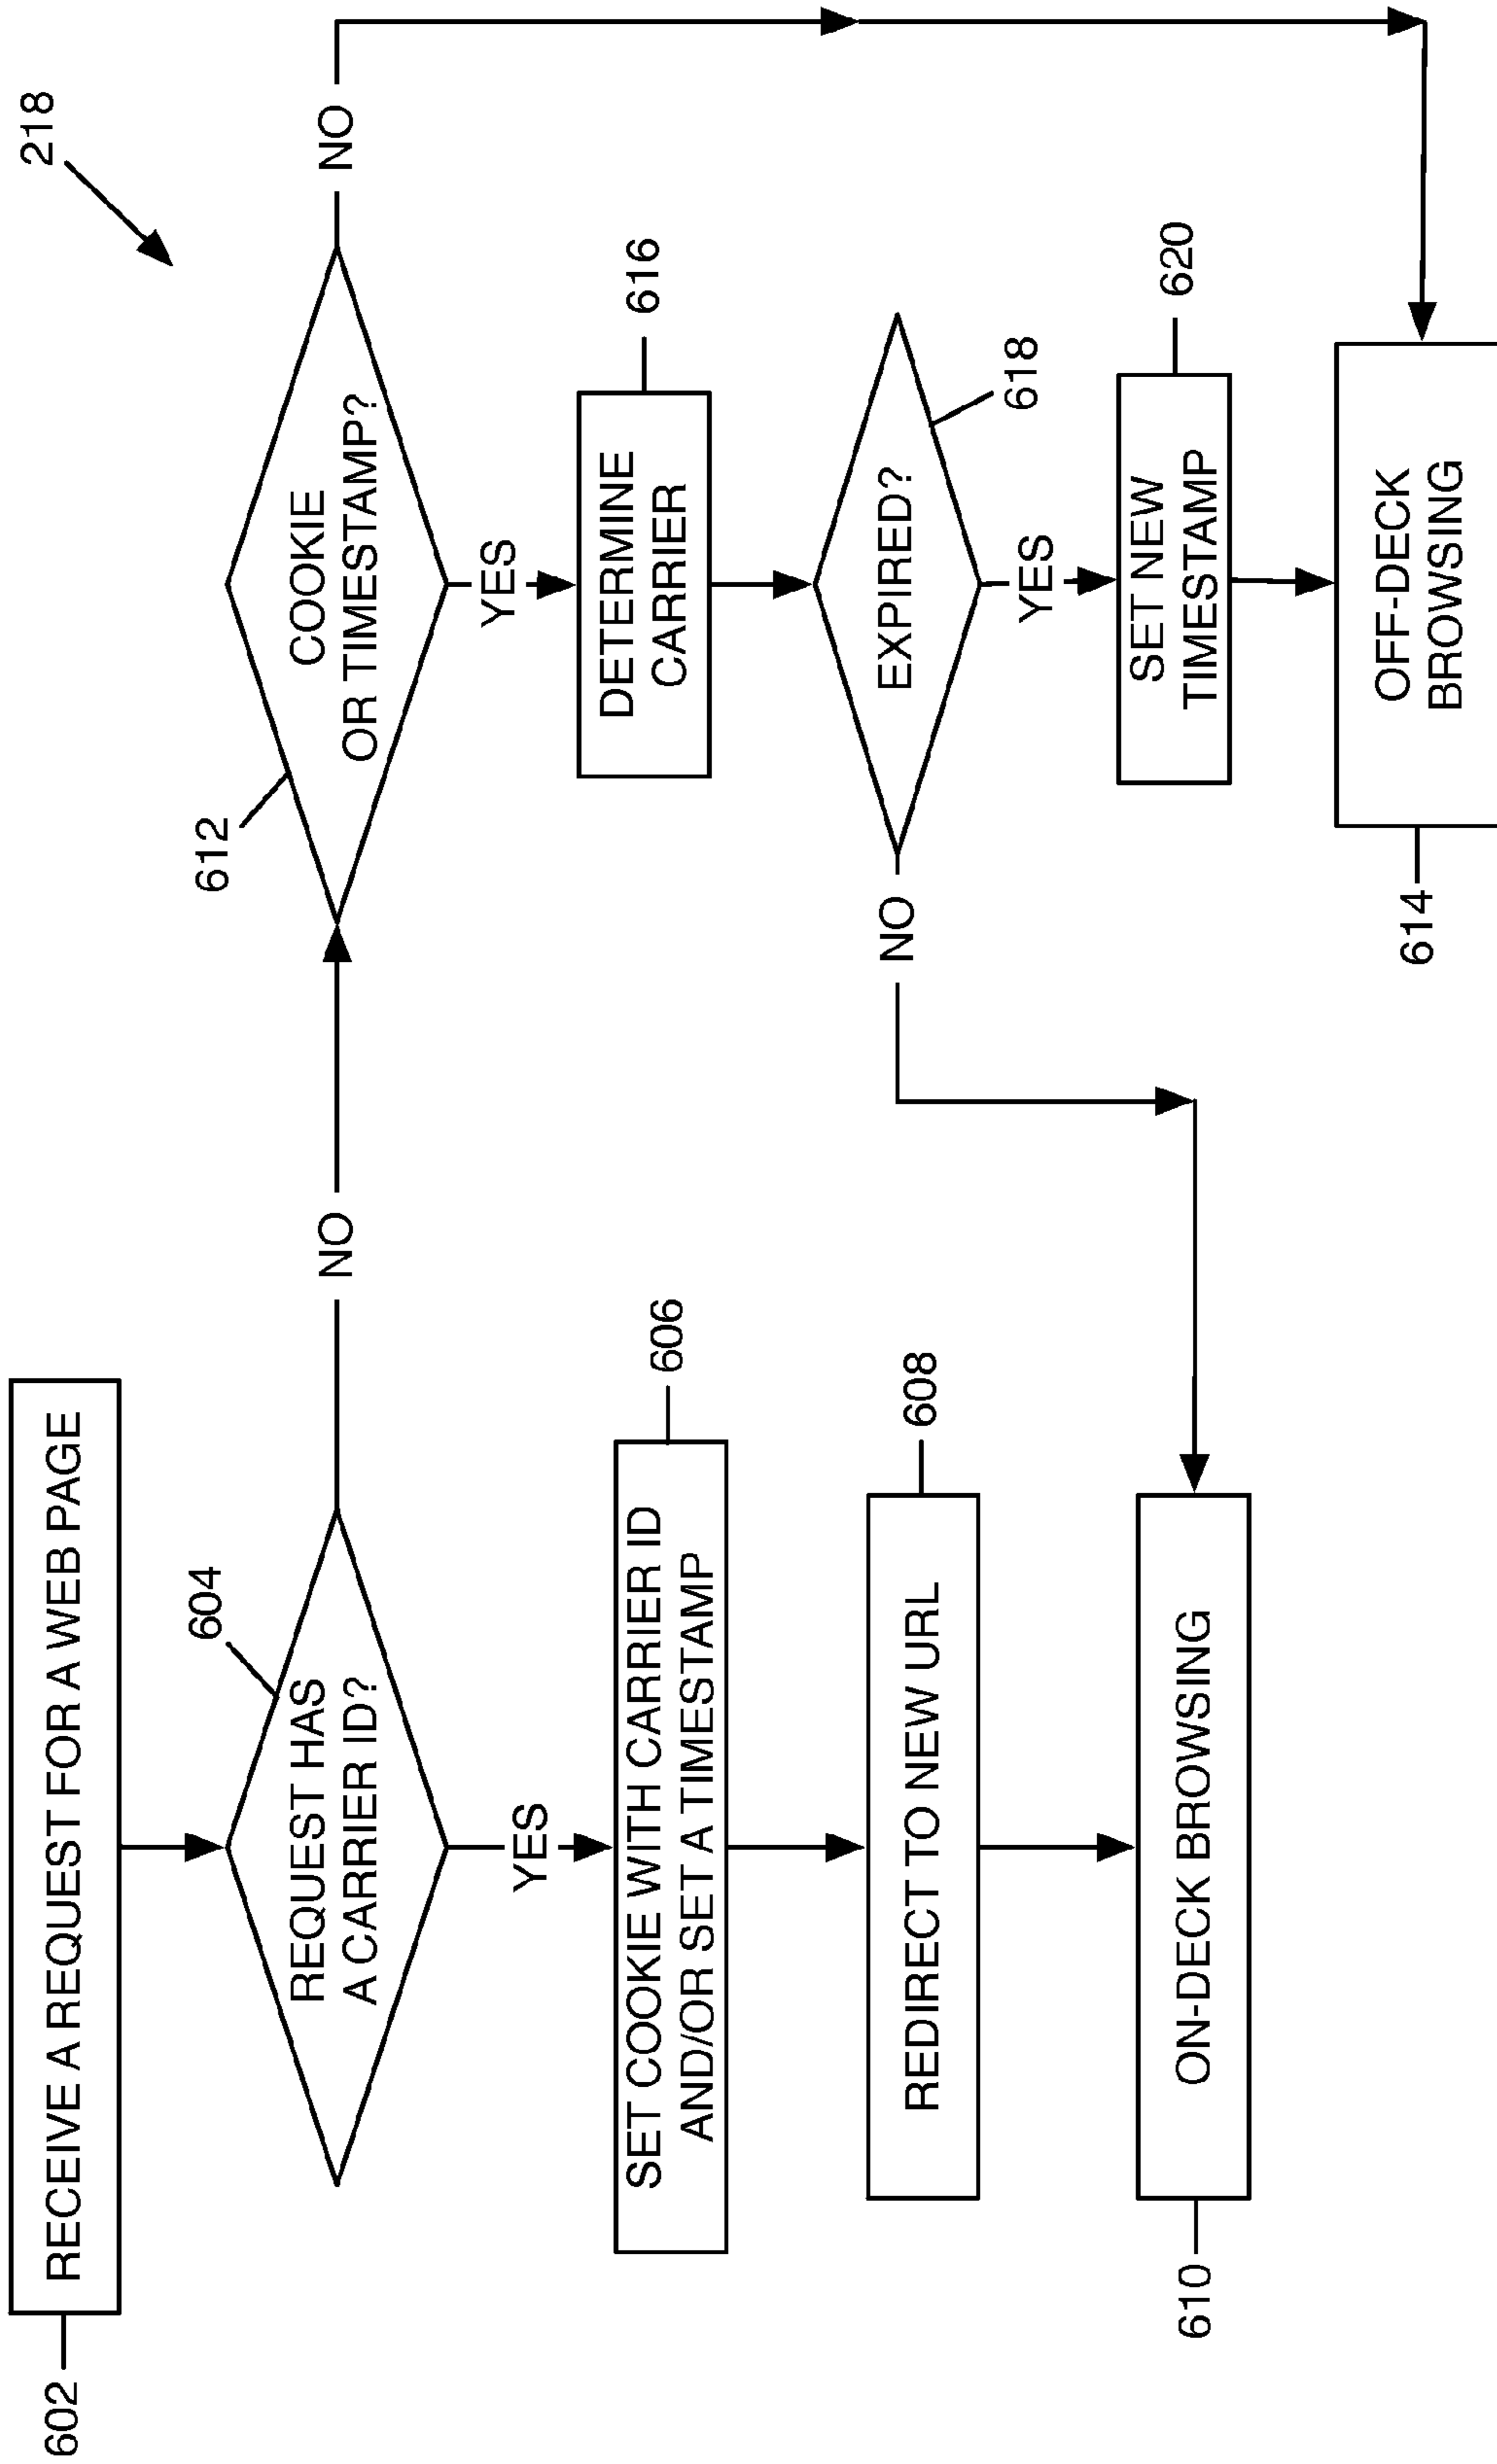 218
602
RECEIVE A REQUEST FOR A WEB PAGE
604
REQUEST HAS
A CARRIER ID?
NO
YES
606
SET COOKIE WITH CARRIER ID
AND/OR SET A TIMESTAMP
608
REDIRECT TO NEW URL
610
ON-DECK BROWSING
612
COOKIE
OR TIMESTAMP?
NO
YES
616
DETERMINE
CARRIER
618
EXPIRED?
NO
YES
620
SET NEW
TIMESTAMP
614
OFF-DECK
BROWSING